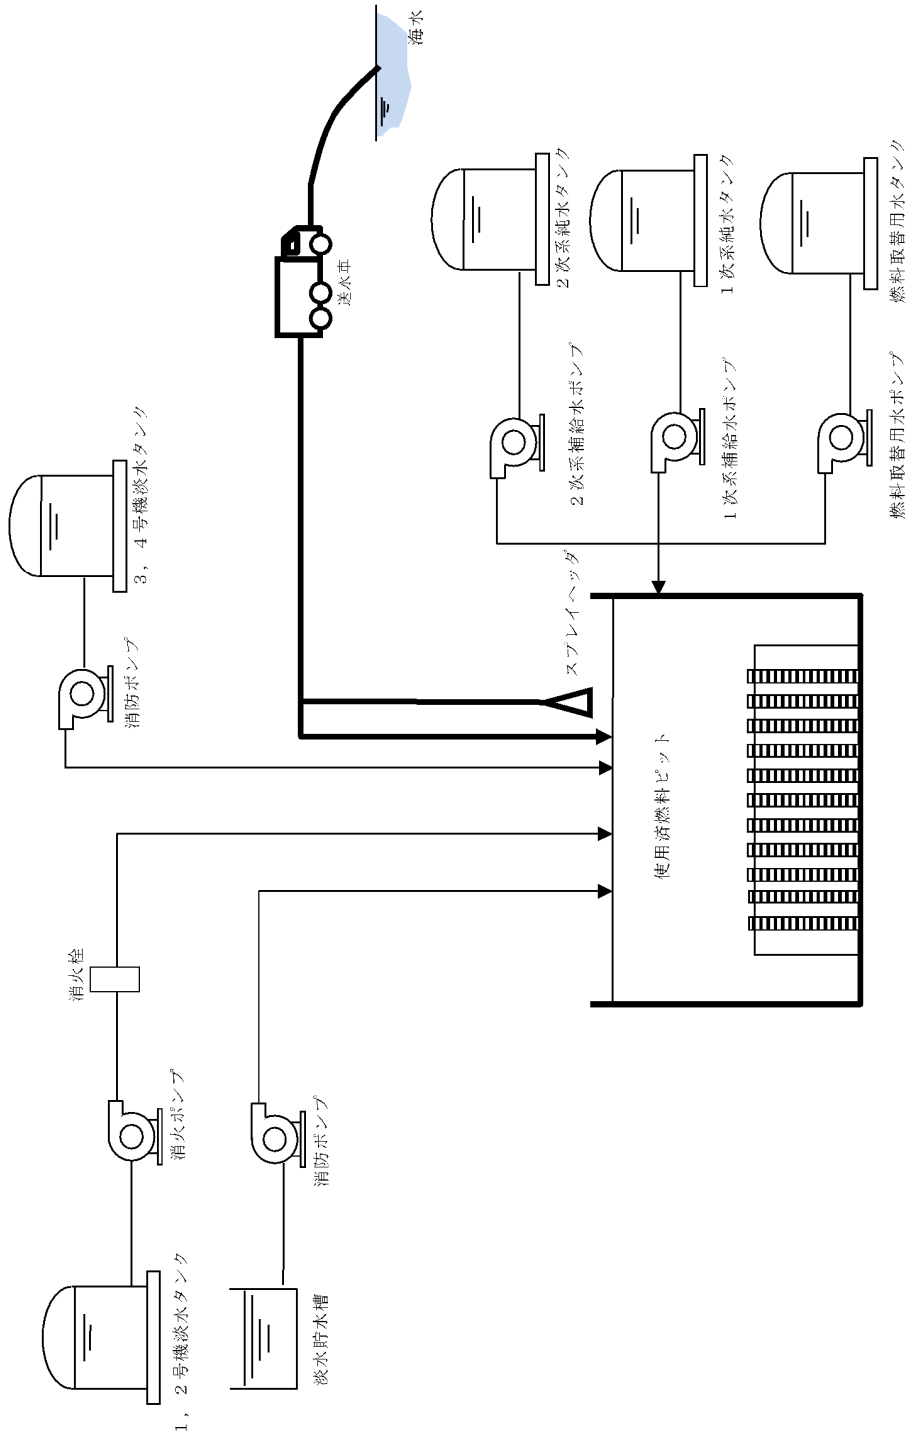 3，4号機淡水タンク
消防ポンプ
海水
送水車
消火栓
1，2号機淡水タンク
消火ポンプ
淡水貯水槽
消防ポンプ
スプレイヘッダ
使用済燃料ピット
2次系補給水ポンプ
2次系純水タンク
1次系補給水ポンプ
1次系純水タンク
燃料取替用水ポンプ
燃料取替用水タンク